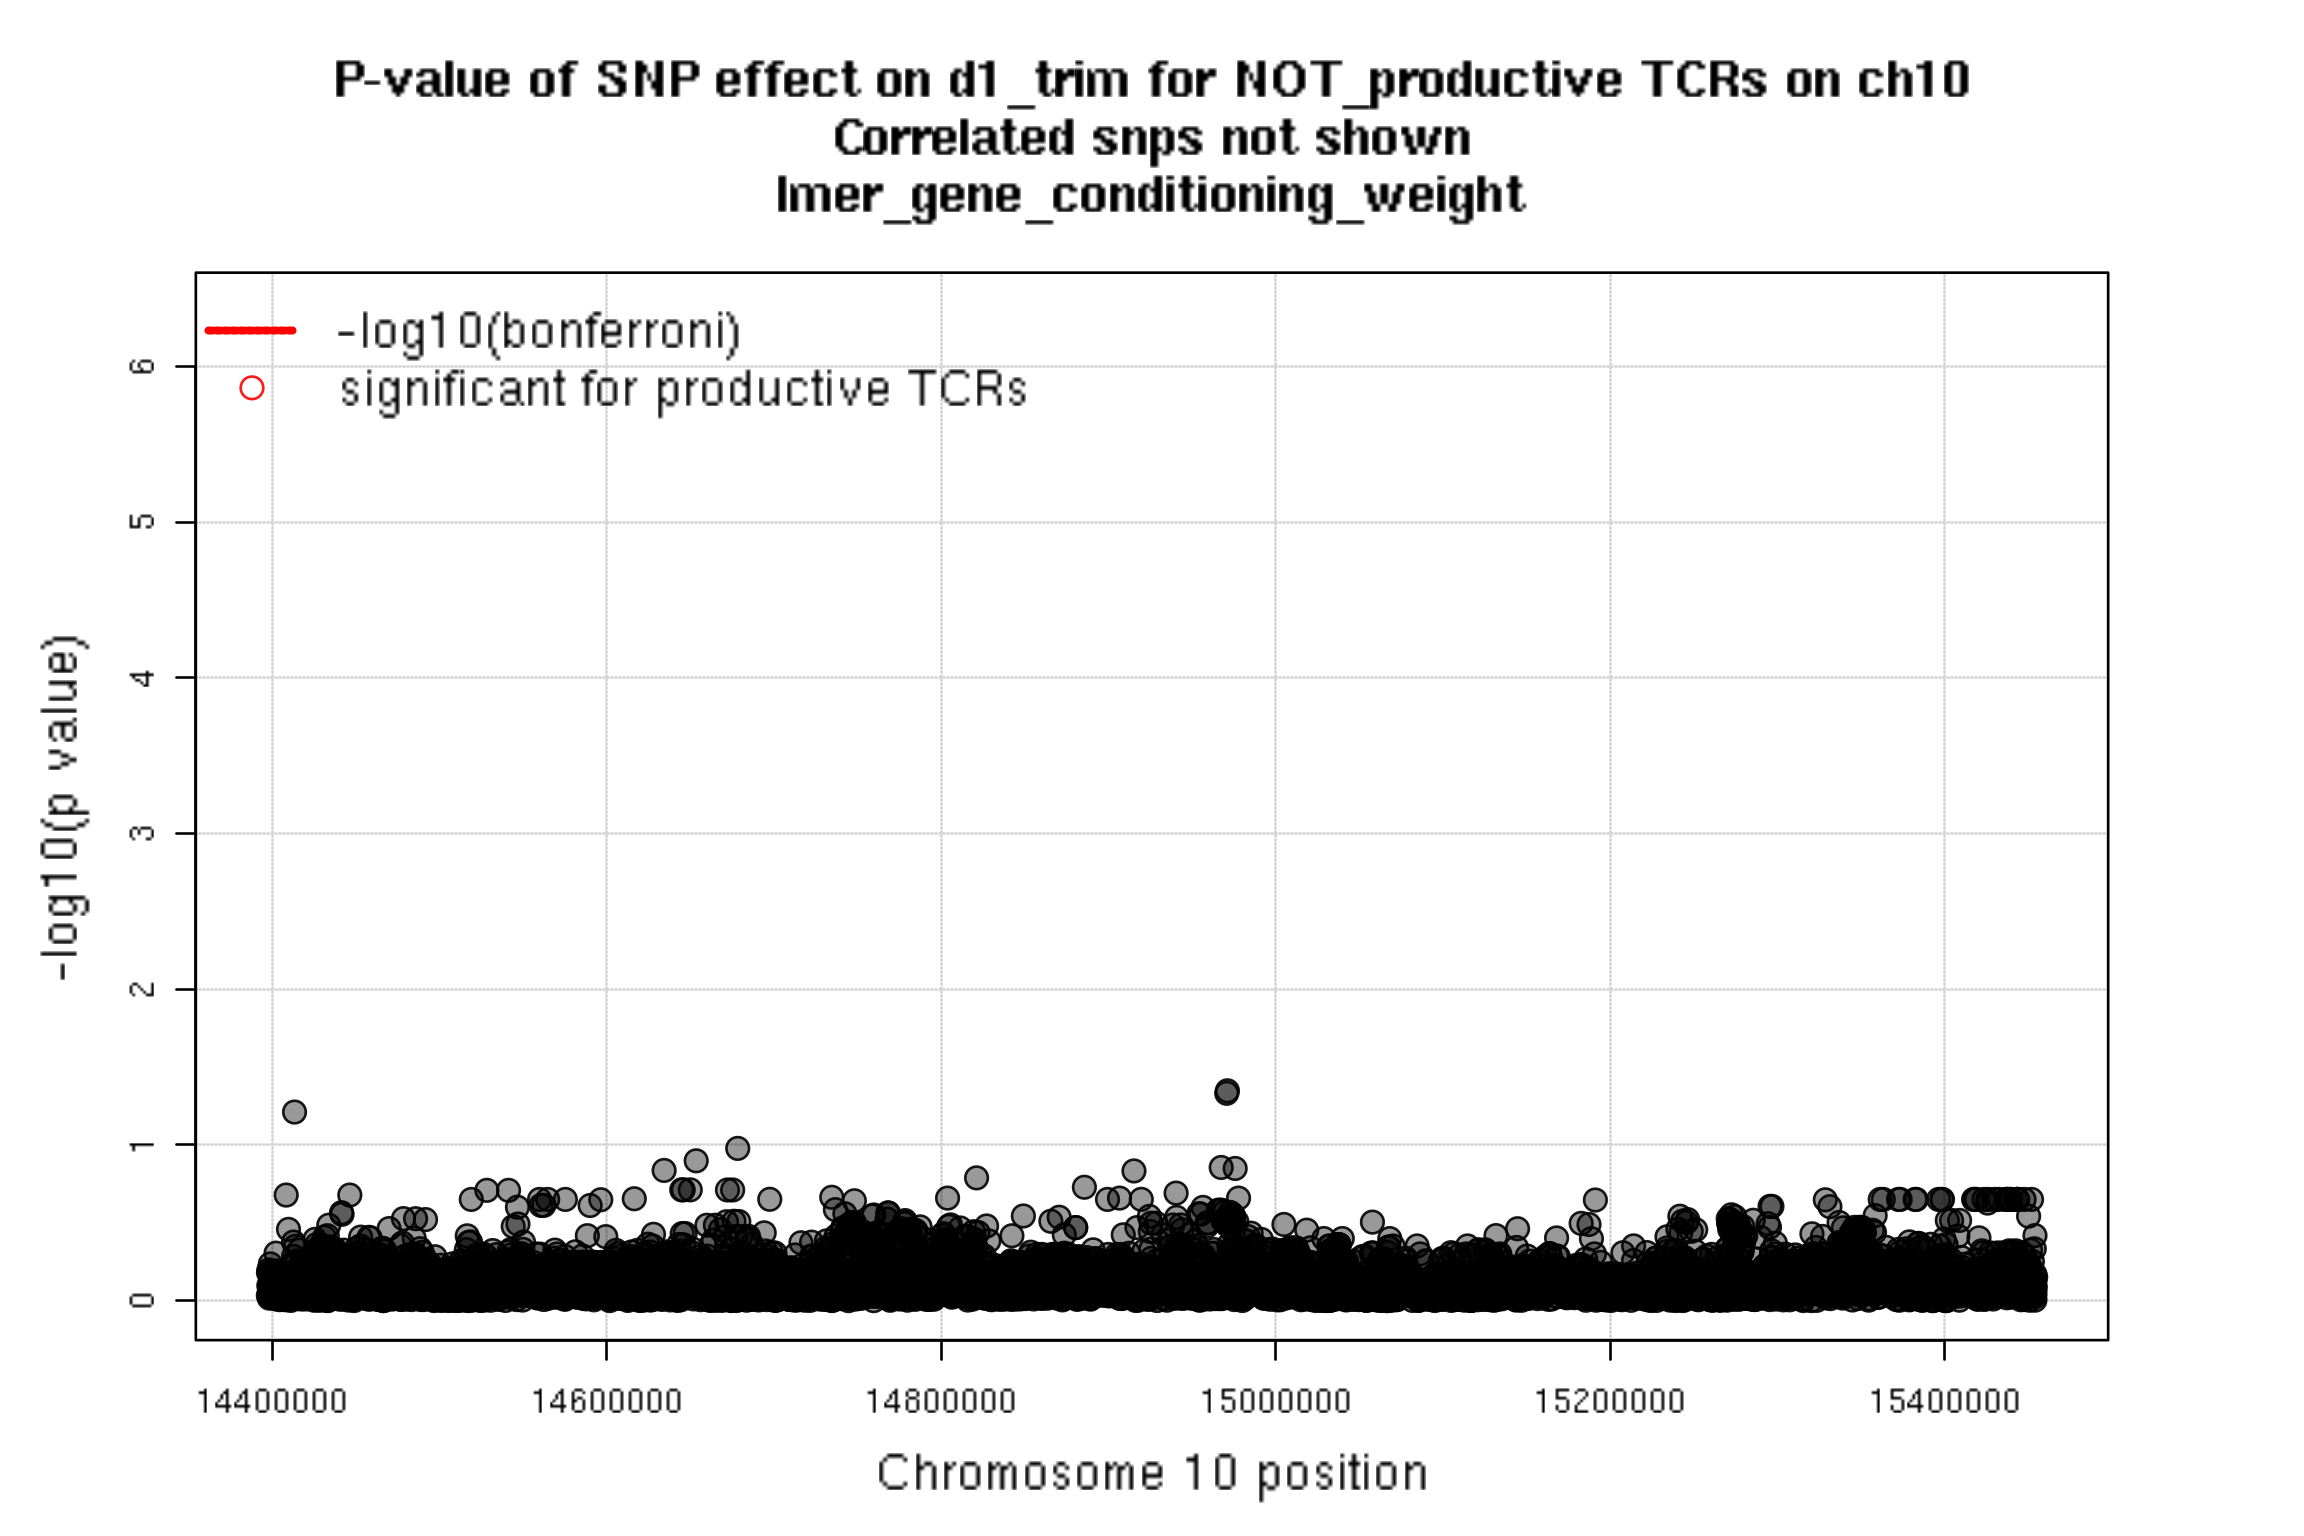 P-value of SNP effect on d1_trim for NOT_productive TCRs on ch10
Correlated snps not shown
lmer_gene_conditioning_weight
-log10(bonferroni)
significant for productive TCRs
6
5
4
3
2
1
0
-log10(p value)
14400000 14600000 14800000 15000000 15200000 15400000
Chromosome 10 position